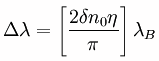 Δλ = [2δn₀η / π] λ_B